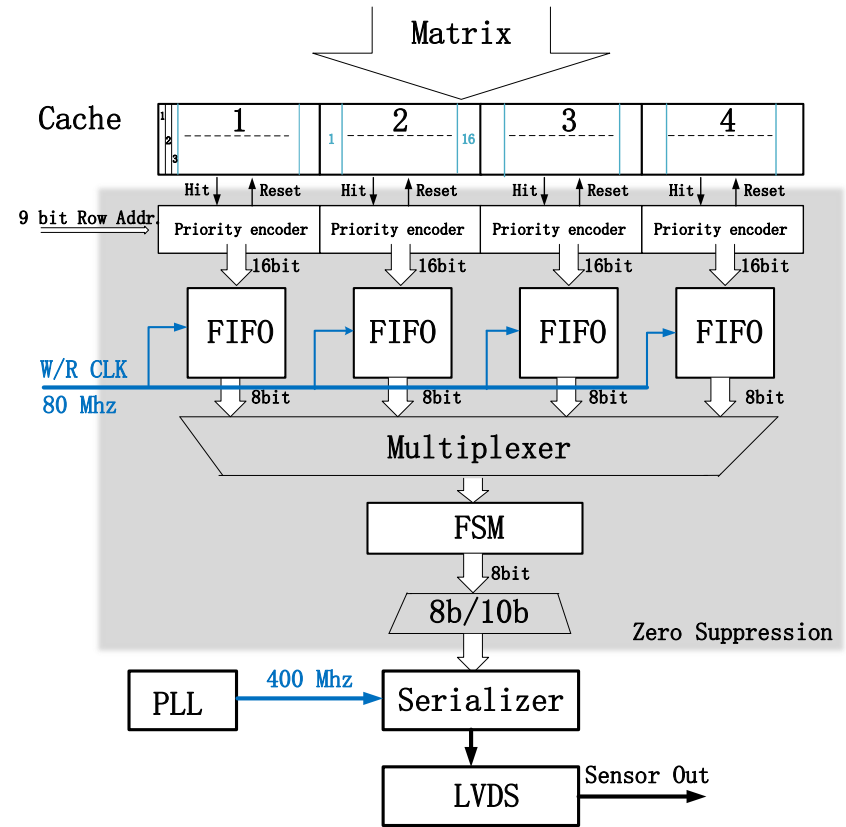 Matrix
Cache
1 2 3 4
1
2
3
1 16
Hit Reset Hit Reset Hit Reset Hit Reset
9 bit Row Addr.
Priority encoder Priority encoder Priority encoder Priority encoder
16bit 16bit 16bit 16bit
FIFO FIFO FIFO FIFO
W/R CLK
80 Mhz
8bit 8bit 8bit 8bit
Multiplexer
FSM
8bit
8b/10b
Zero Suppression
PLL
400 Mhz
Serializer
LVDS
Sensor Out